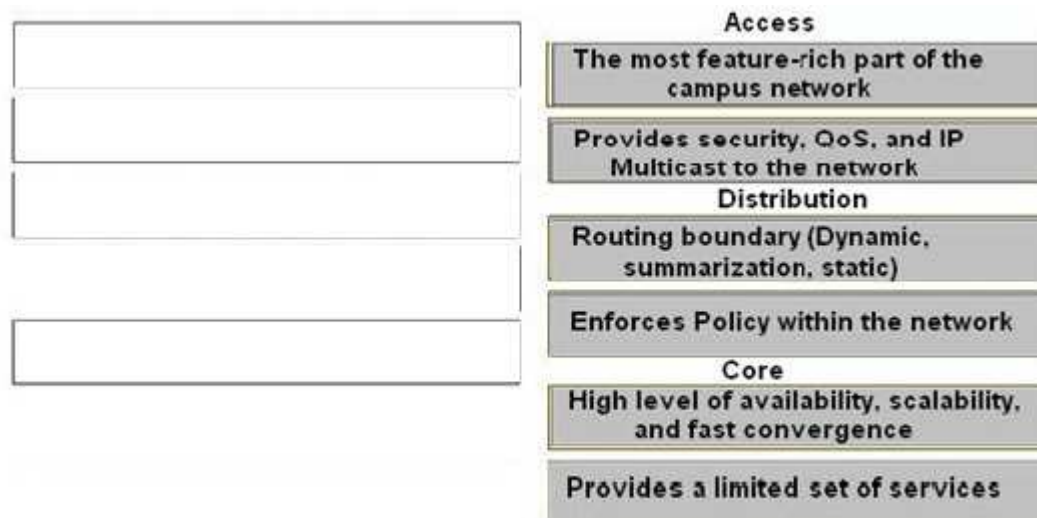 Access
The most feature-rich part of the
campus network
Provides security, QoS, and IP
Multicast to the network
Distribution
Routing boundary (Dynamic,
summarization, static)
Enforces Policy within the network
Core
High level of availability, scalability,
and fast convergence
Provides a limited set of services